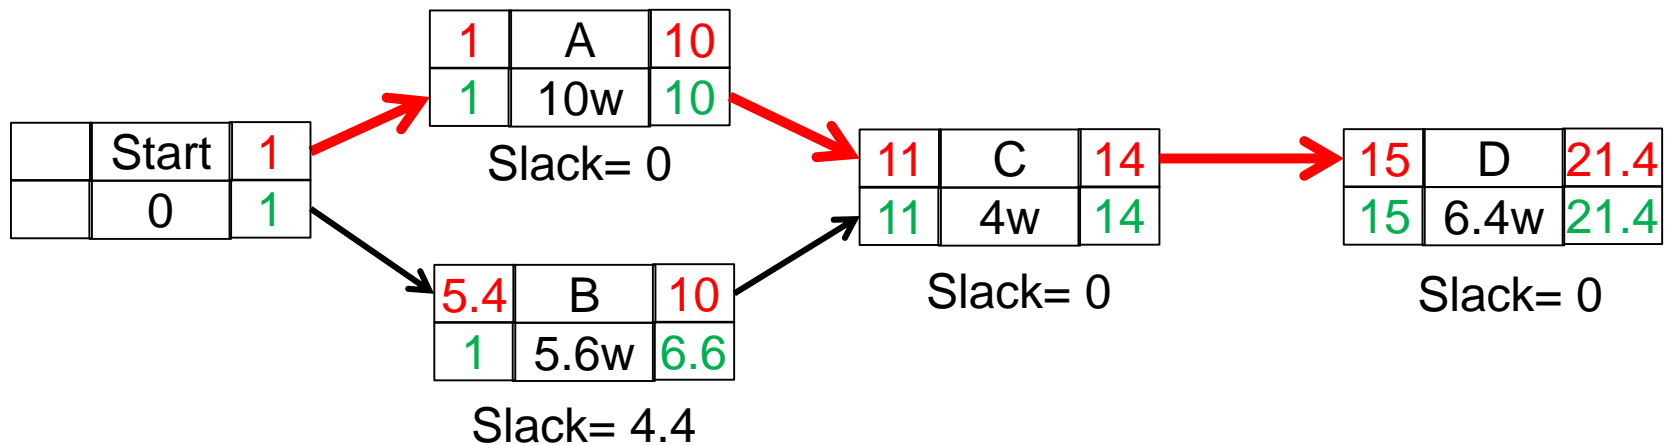 Start 1
0 1
1 A 10
1 10w 10
Slack= 0
5.4 B 10
1 5.6w 6.6
Slack= 4.4
11 C 14
11 4w 14
Slack= 0
15 D 21.4
15 6.4w 21.4
Slack= 0